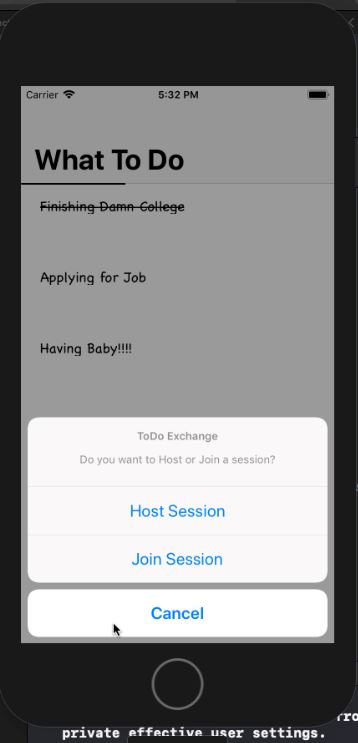 Carrier
5:32 PM
What To Do
Finishing Damn College
Applying for Job
Having Baby!!!!
ToDo Exchange
Do you want to Host or Join a session?
Host Session
Join Session
Cancel
private effective user settings.